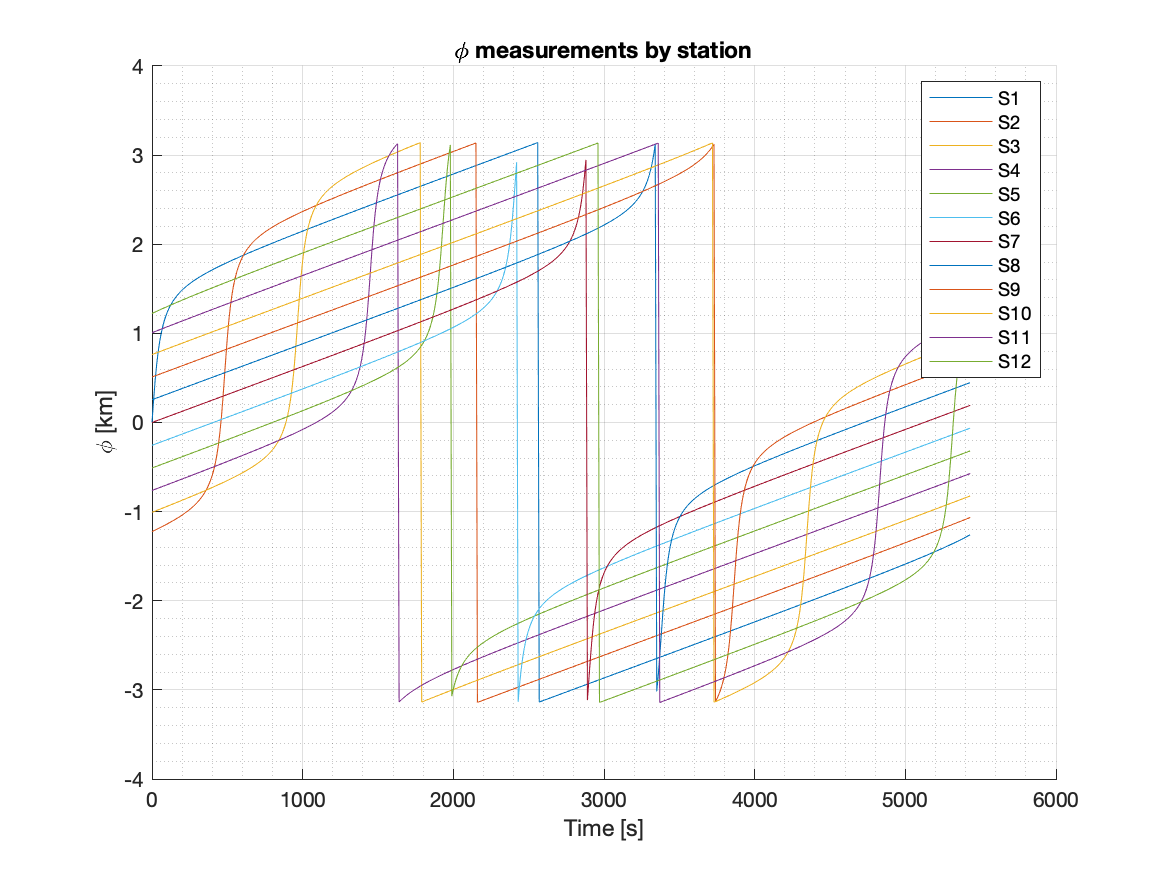 ϕ measurements by station
4
3
2
1
0
-1
-2
-3
-4
ϕ [km]
0 1000 2000 3000 4000 5000 6000
Time [s]
S1
S2
S3
S4
S5
S6
S7
S8
S9
S10
S11
S12